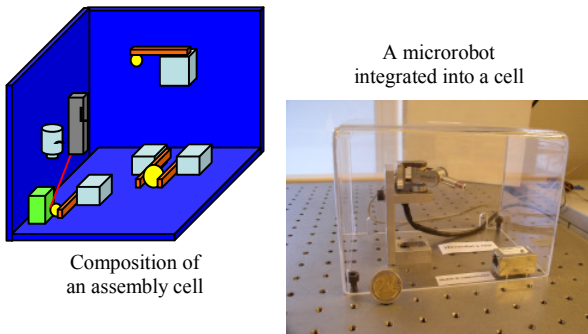 A microrobot
integrated into a cell
Composition of
an assembly cell